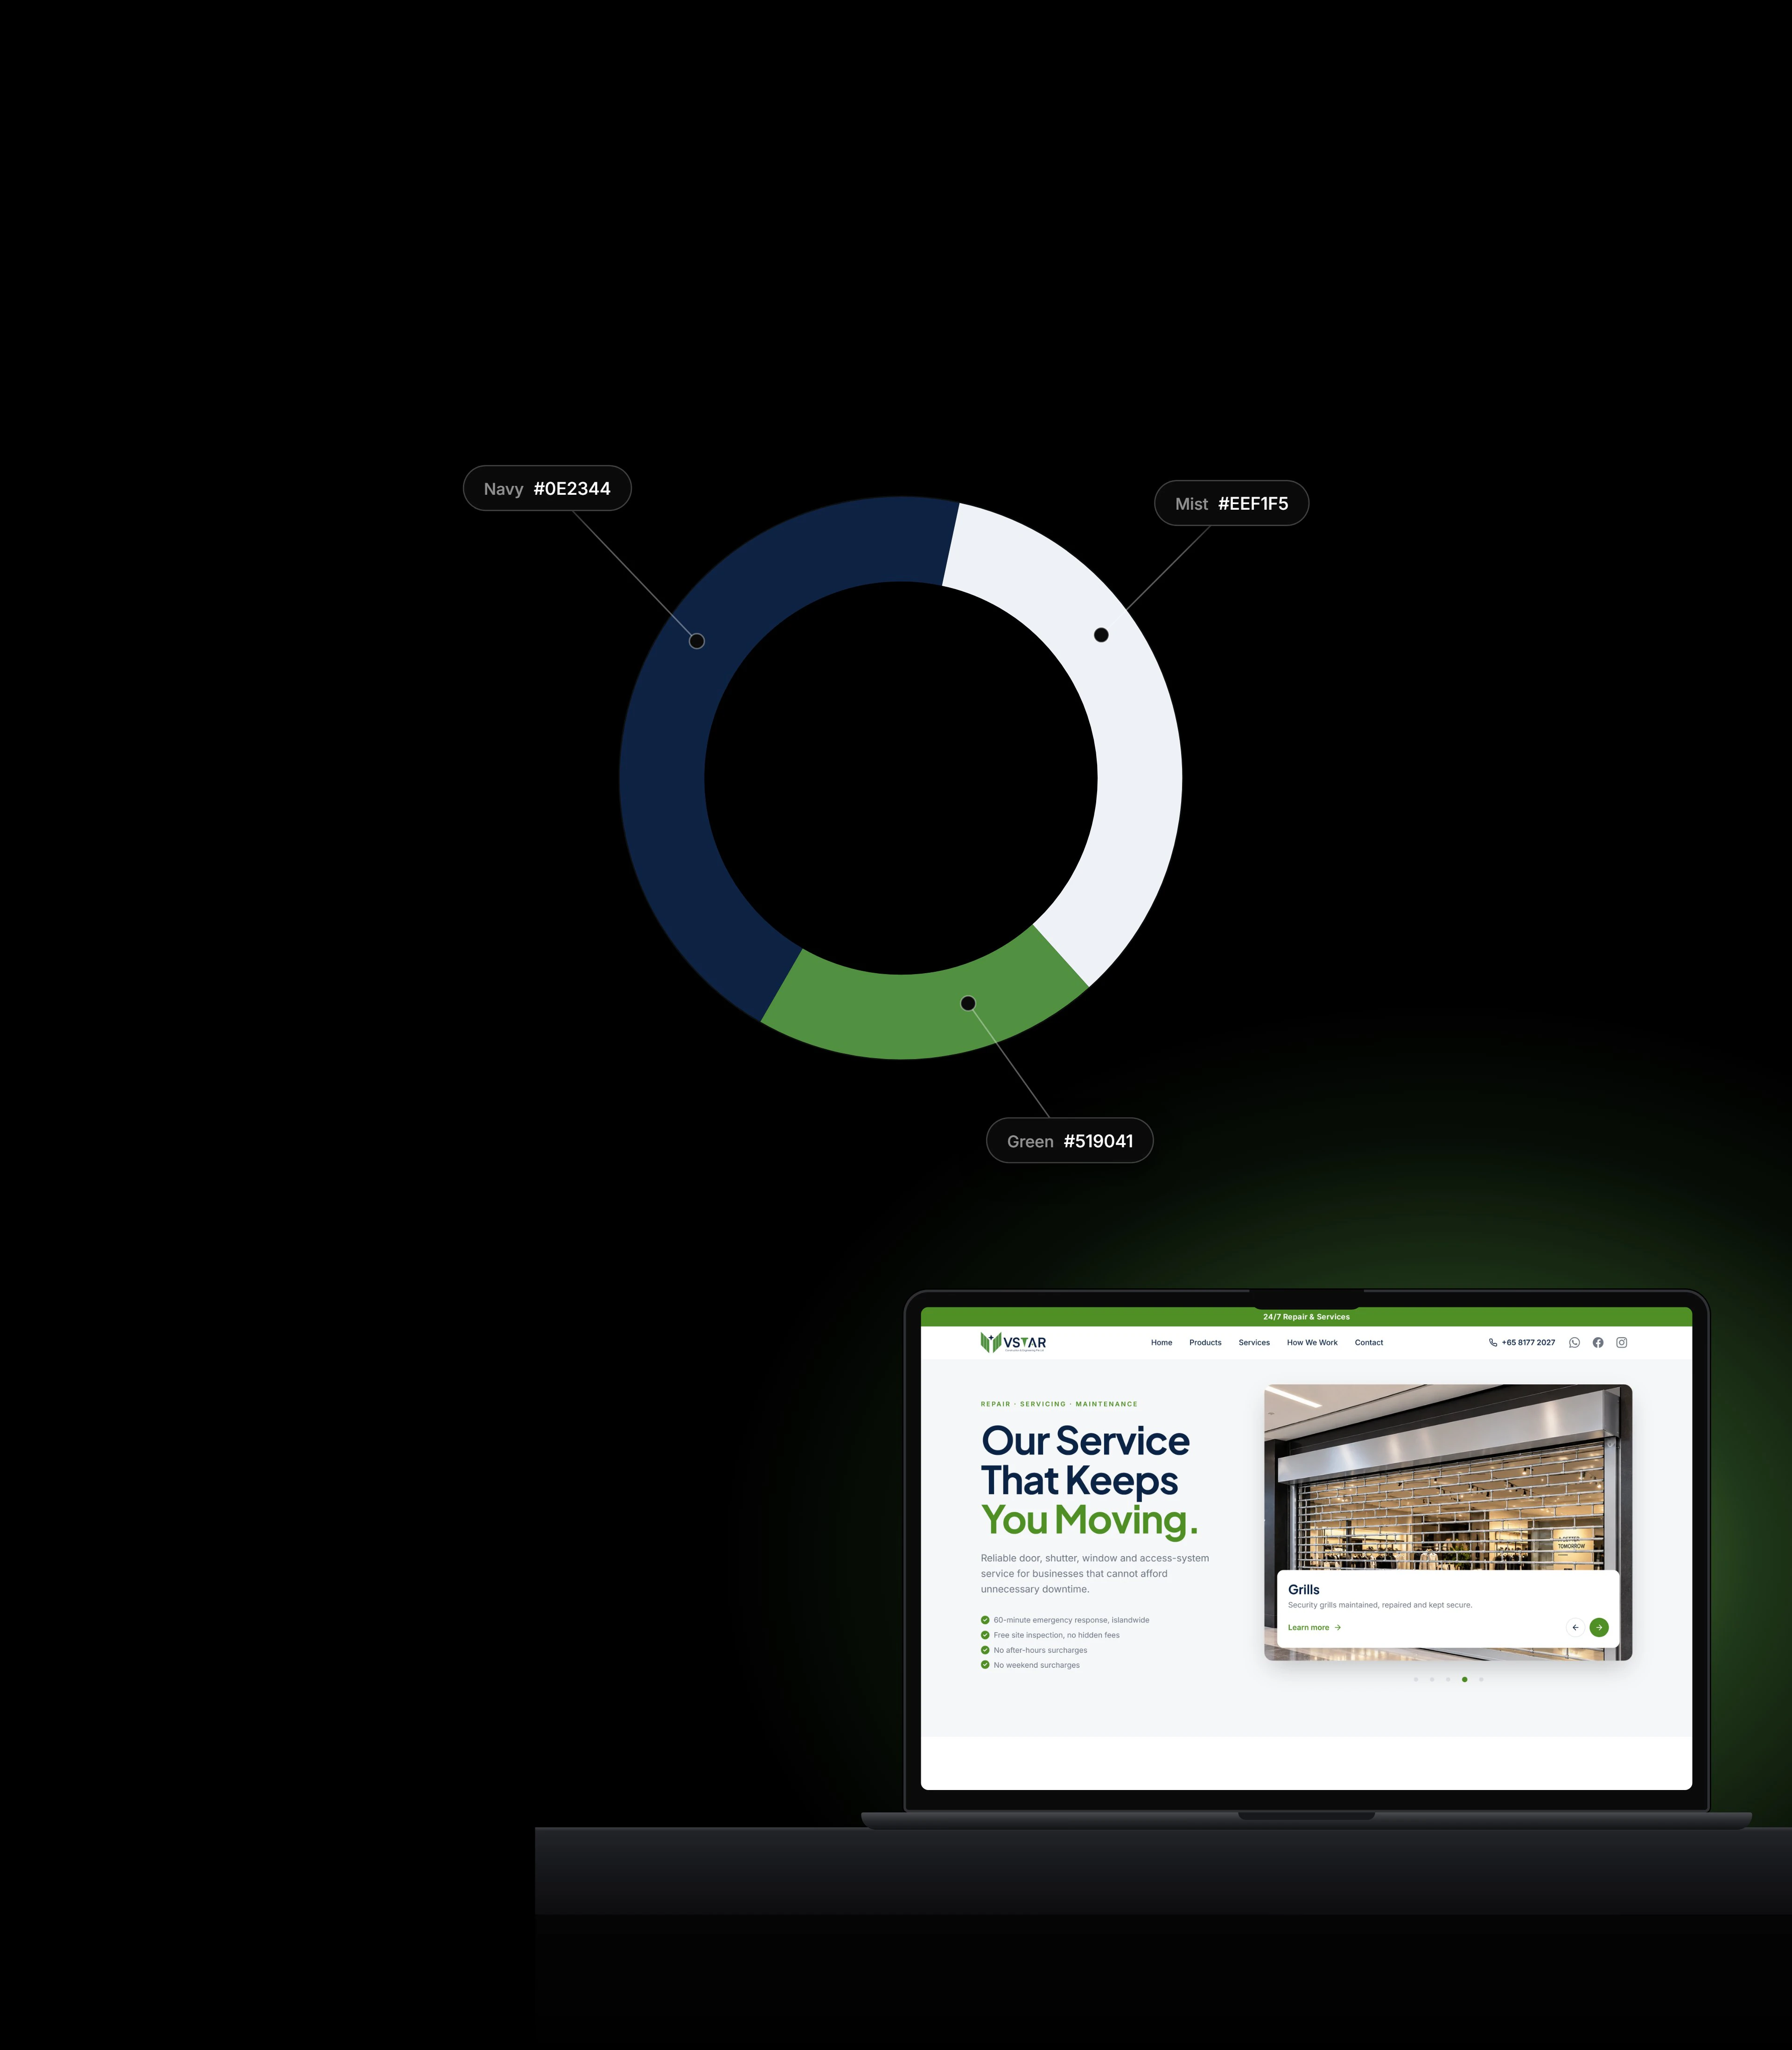 Navy #0E2344
Mist #EEF1F5
Green #519041
24/7 Repair & Services
VSTAR
Home Products Services How We Work Contact
+65 8177 2027
REPAIR · SERVICING · MAINTENANCE
Our Service
That Keeps
You Moving.
Reliable door, shutter, window and access-system
service for businesses that cannot afford
unnecessary downtime.
60-minute emergency response, islandwide
Free site inspection, no hidden fees
No after-hours surcharges
No weekend surcharges
TOMORROW
Grills
Security grills maintained, repaired and kept secure.
Learn more